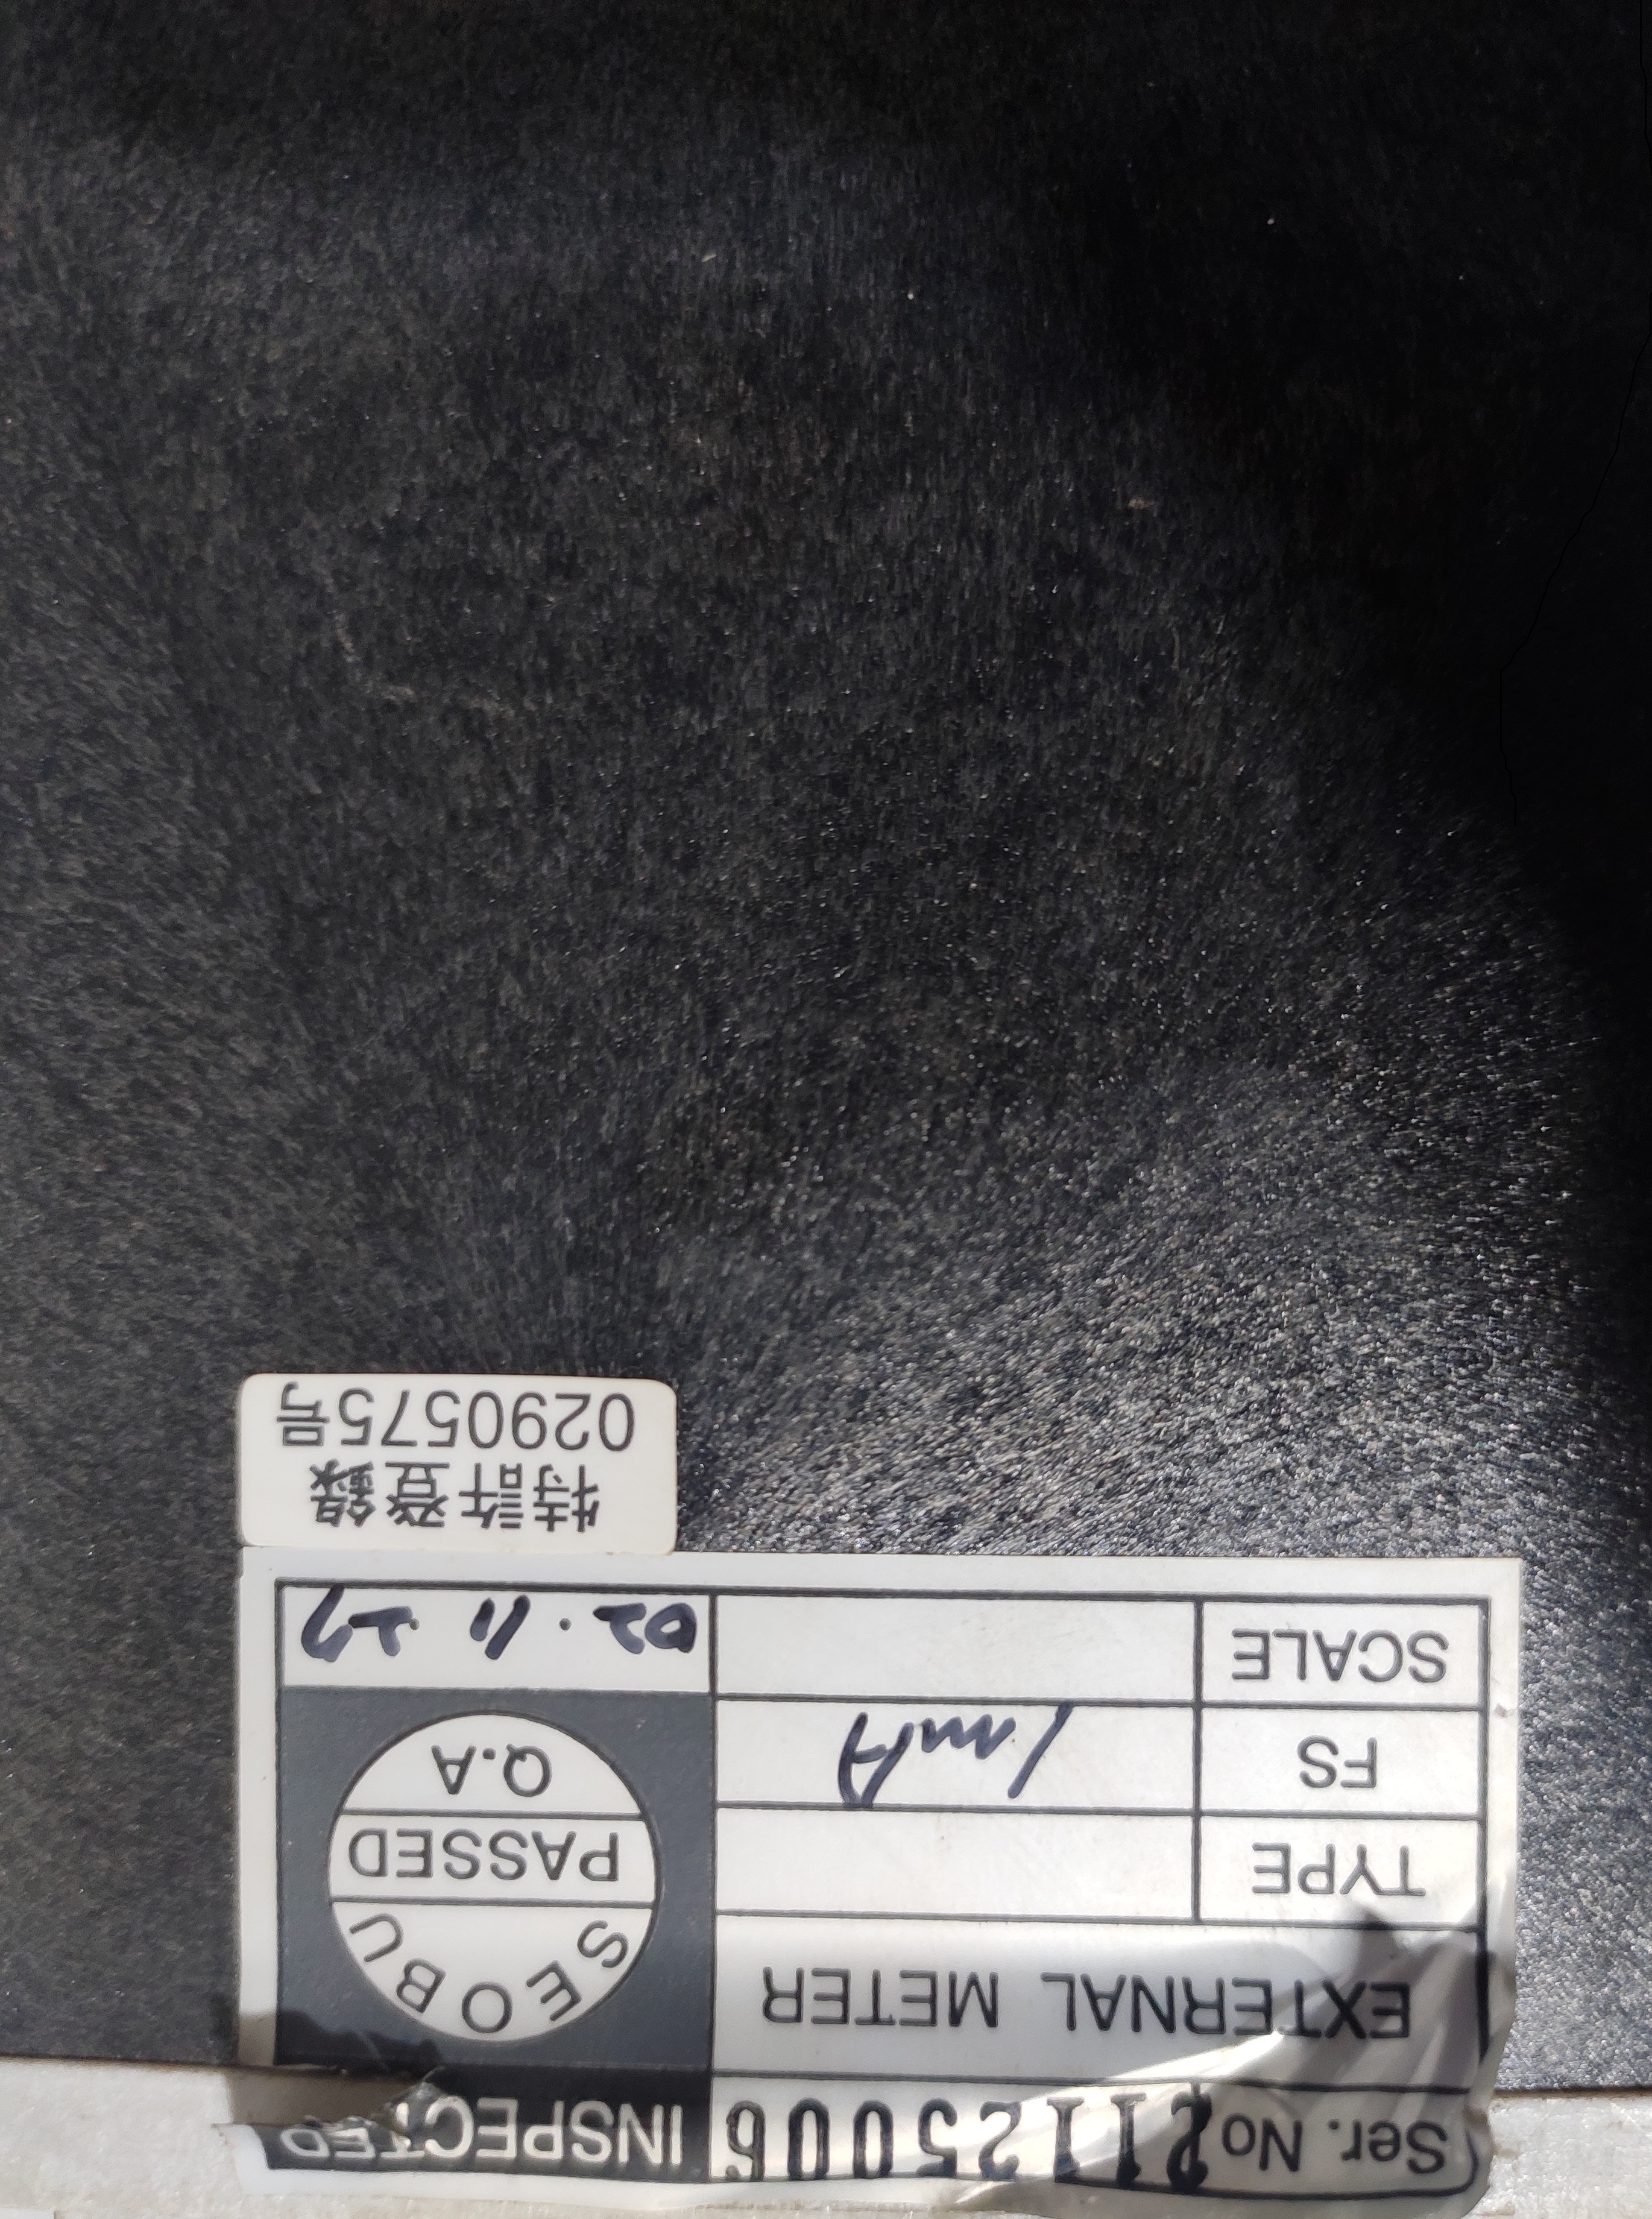 Ser. No 21125006 INSPECTED
EXTERNAL METER
SEOBU
PASSED
Q.A
TYPE
FS 1mA
SCALE
02.11.27
特許登錄
0290575号